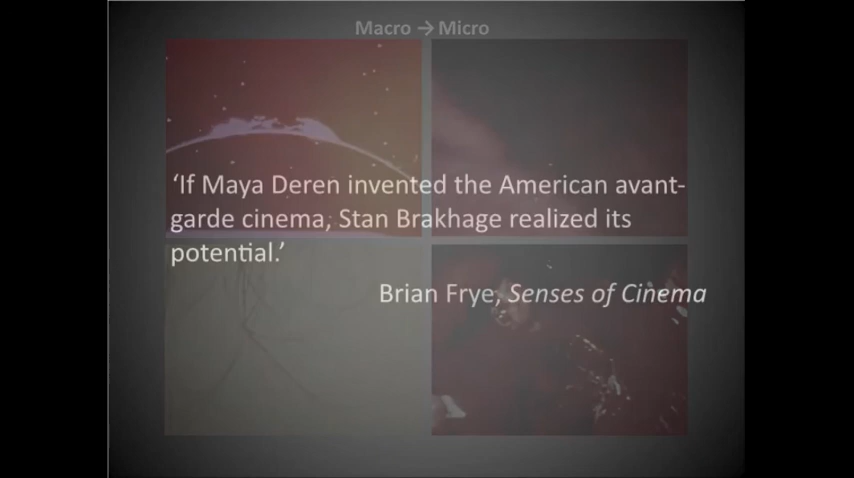 Macro → Micro
‘If Maya Deren invented the American avant-
garde cinema, Stan Brakhage realized its
potential.’
Brian Frye, Senses of Cinema